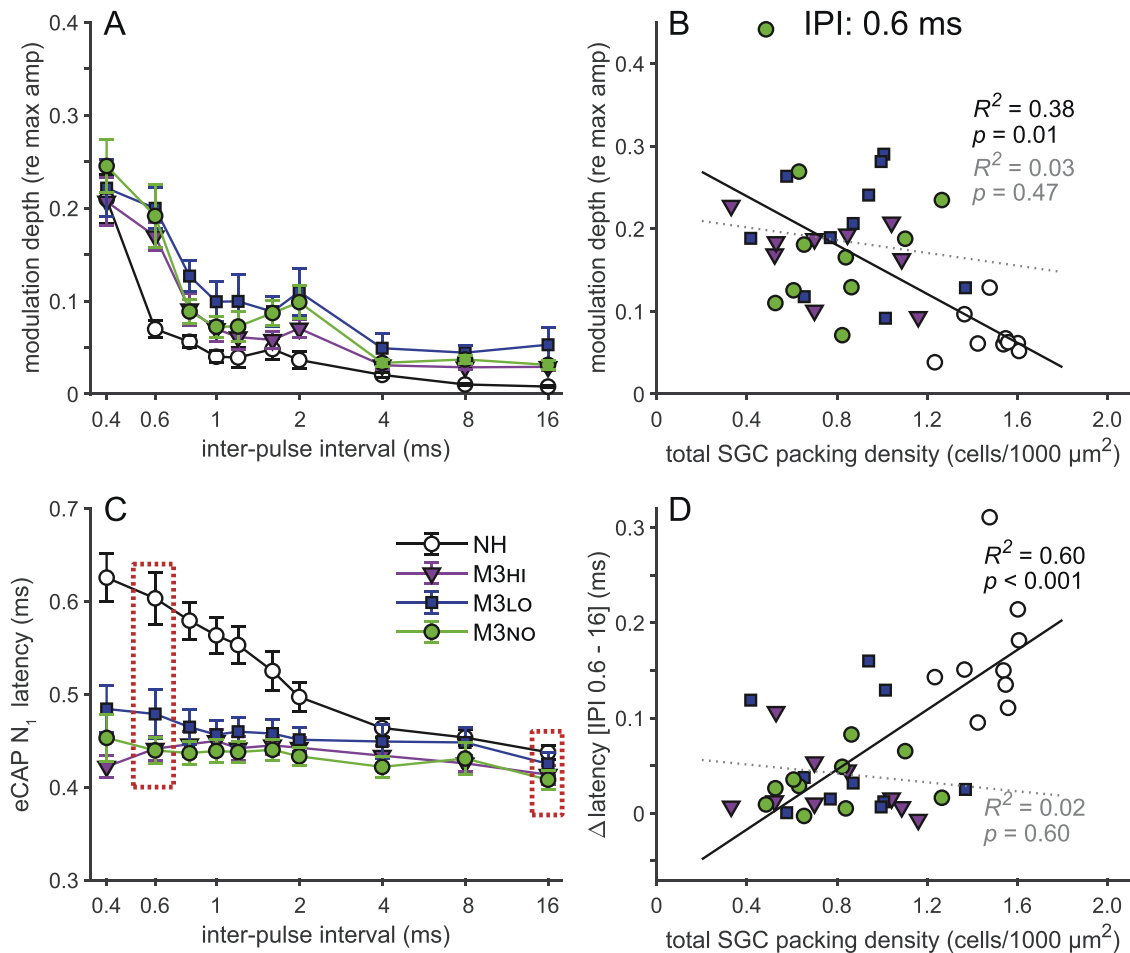 A
0.4
0.3
0.2
0.1
0
modulation depth (re max amp)
0.4 0.6 1 2 4 8 16
inter-pulse interval (ms)
B
IPI: 0.6 ms
0.4
0.3
0.2
0.1
0
modulation depth (re max amp)
R² = 0.38
p = 0.01
R² = 0.03
p = 0.47
0 0.4 0.8 1.2 1.6 2.0
total SGC packing density (cells/1000 µm²)
C
0.7
0.6
0.5
0.4
0.3
eCAP N₁ latency (ms)
NH
M3HI
M3LO
M3NO
0.4 0.6 1 2 4 8 16
inter-pulse interval (ms)
D
0.3
0.2
0.1
0
Δlatency [IPI 0.6 - 16] (ms)
R² = 0.60
p < 0.001
R² = 0.02
p = 0.60
0 0.4 0.8 1.2 1.6 2.0
total SGC packing density (cells/1000 µm²)